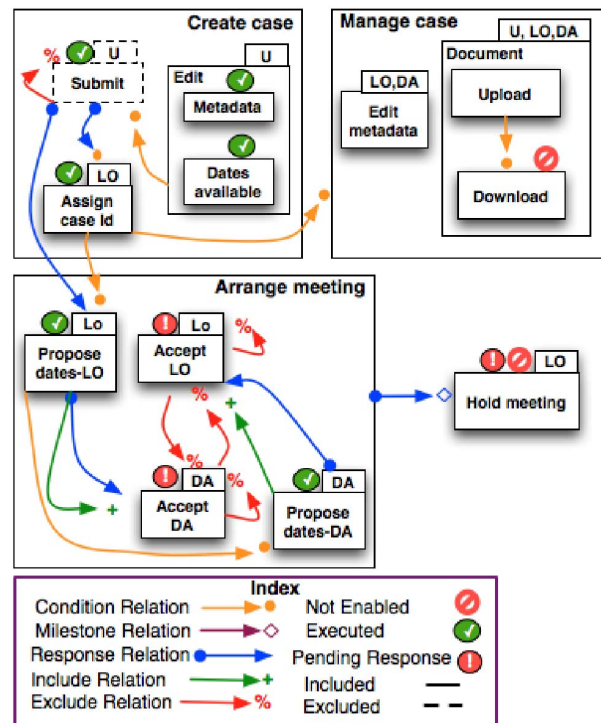 Create case
%
U
Submit
U
Edit
Metadata
Dates
available
LO
Assign
case Id
Manage case
U, LO,DA
Document
Upload
LO,DA
Edit
metadata
Download
Arrange meeting
Lo
Propose
dates-LO
!
Lo
%
Accept
LO
%
+
%
!
DA
%
Accept
DA
+
DA
Propose
dates-DA
!
LO
Hold meeting
Index
Condition Relation
Not Enabled
Milestone Relation
Executed
Response Relation
Pending Response
!
Include Relation
+
Included
Exclude Relation
%
Excluded